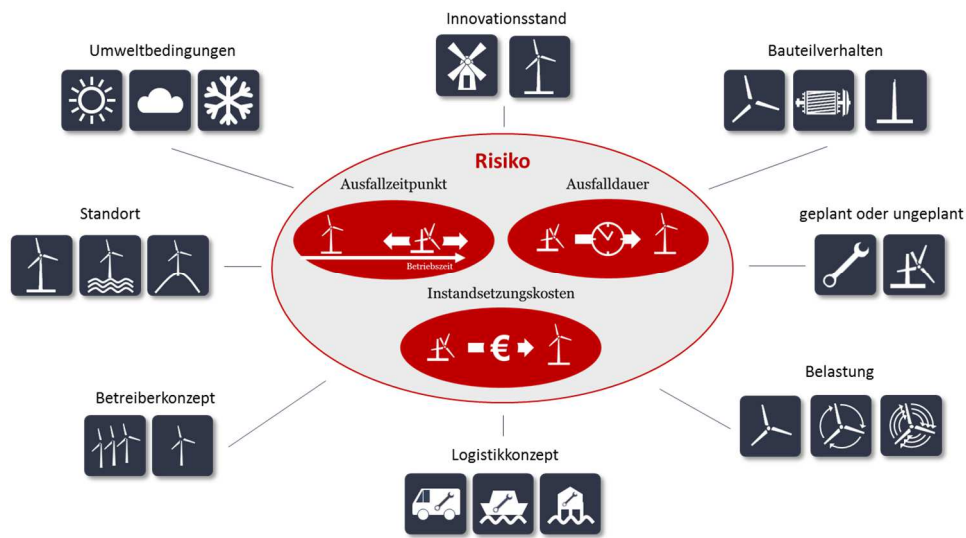 Innovationsstand
Umweltbedingungen
Bauteilverhalten
Risiko
Ausfallzeitpunkt
Ausfalldauer
Standort
geplant oder ungeplant
Betriebszeit
Instandsetzungskosten
€
Betreiberkonzept
Belastung
Logistikkonzept